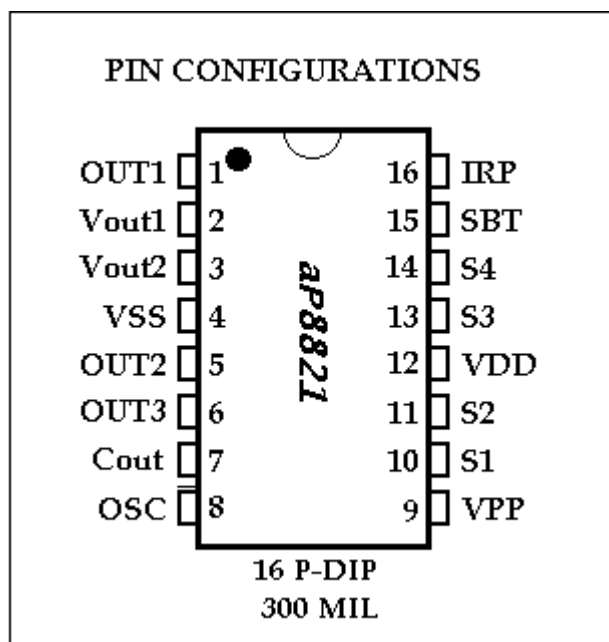 PIN CONFIGURATIONS
OUT1 1 16 IRP
Vout1 2 15 SBT
Vout2 3 14 S4
VSS 4 13 S3
OUT2 5 12 VDD
OUT3 6 11 S2
Cout 7 10 S1
OSC 8 9 VPP
aP8821
16 P-DIP
300 MIL